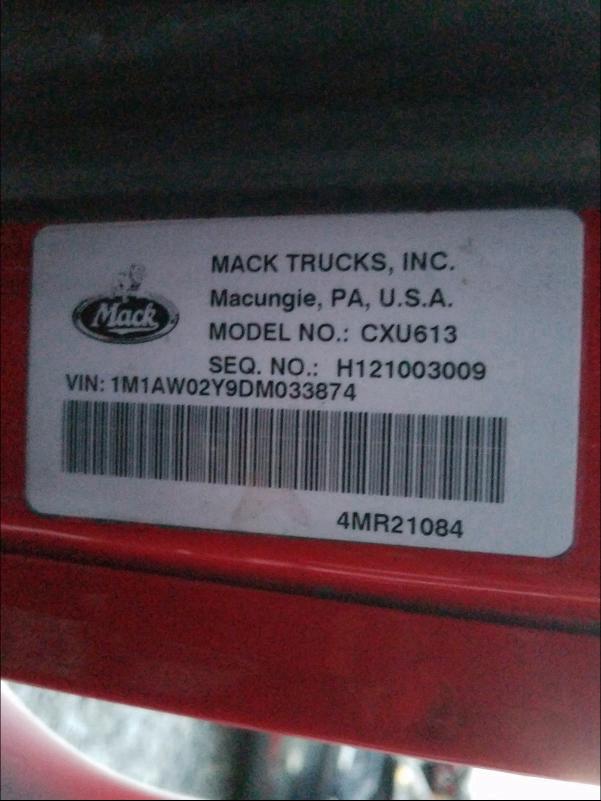 MACK TRUCKS, INC.
Mack
Macungie, PA, U.S.A.
MODEL NO.: CXU613
SEQ. NO.: H121003009
VIN: 1M1AW02Y9DM033874
4MR21084